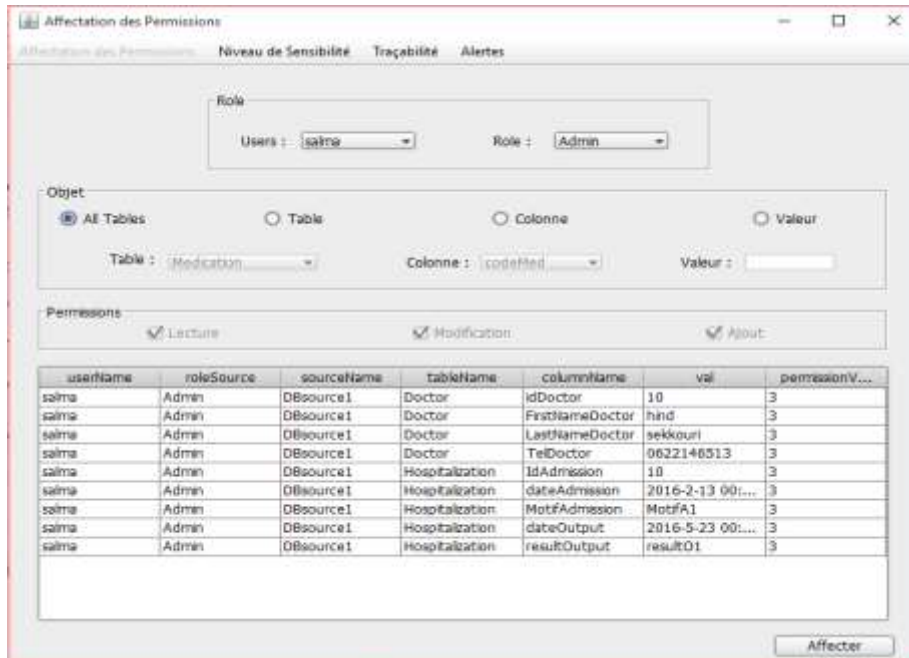 Affectation des Permissions
Affectation des Permissions Niveau de Sensibilité Traçabilité Alertes
Role
Users : salma Role : Admin
Objet
All Tables Table Colonne Valeur
Table : Medication Colonne : codeMed Valeur :
Permissions
Lecture Modification Ajout
userName roleSource sourceName tableName columnName val permissionV...
salma Admin DBsource1 Doctor idDoctor 10 3
salma Admin DBsource1 Doctor FirstNameDoctor hind 3
salma Admin DBsource1 Doctor LastNameDoctor sekkouri 3
salma Admin DBsource1 Doctor TelDoctor 0622146513 3
salma Admin DBsource1 Hospitalization IdAdmission 10 3
salma Admin DBsource1 Hospitalization dateAdmission 2016-2-13 00:... 3
salma Admin DBsource1 Hospitalization MotifAdmission MotifA1 3
salma Admin DBsource1 Hospitalization dateOutput 2016-5-23 00:... 3
salma Admin DBsource1 Hospitalization resultOutput resultO1 3
Affecter